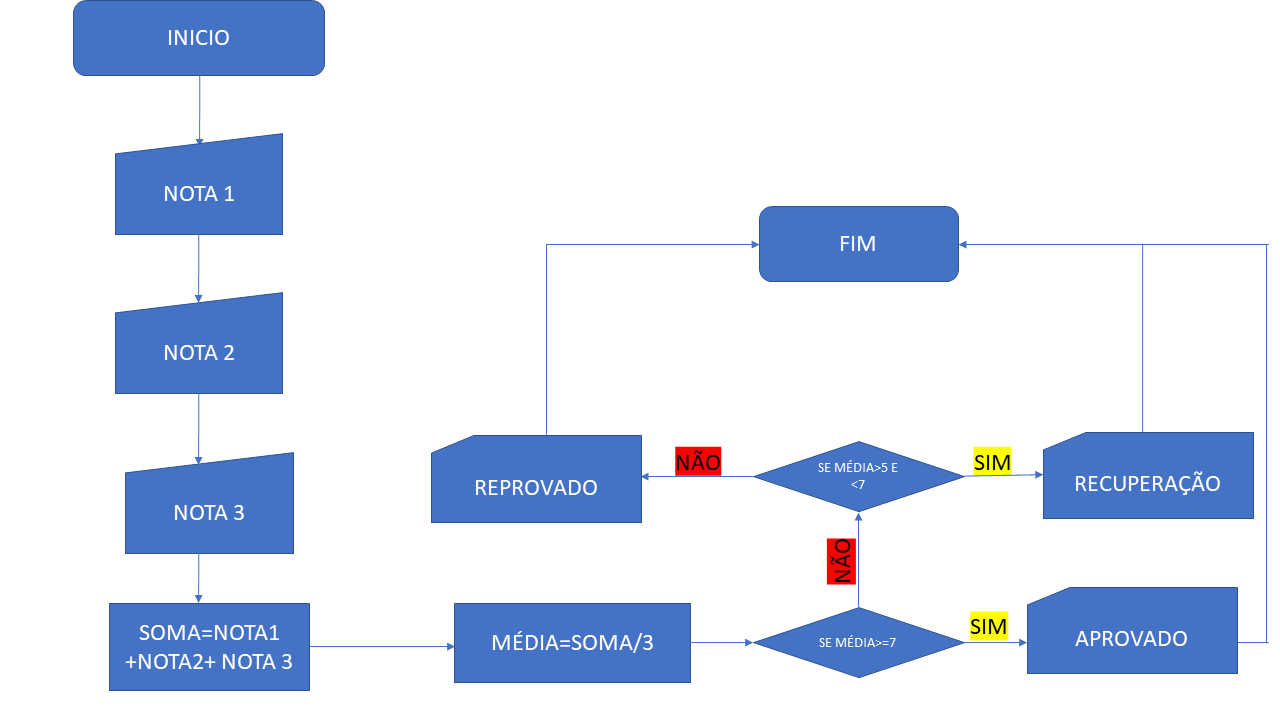 INICIO
NOTA 1
NOTA 2
NOTA 3
SOMA=NOTA1
+NOTA2+ NOTA 3
MÉDIA=SOMA/3
SE MÉDIA>=7
SIM
APROVADO
NÃO
SE MÉDIA>5 E
<7
SIM
RECUPERAÇÃO
NÃO
REPROVADO
FIM